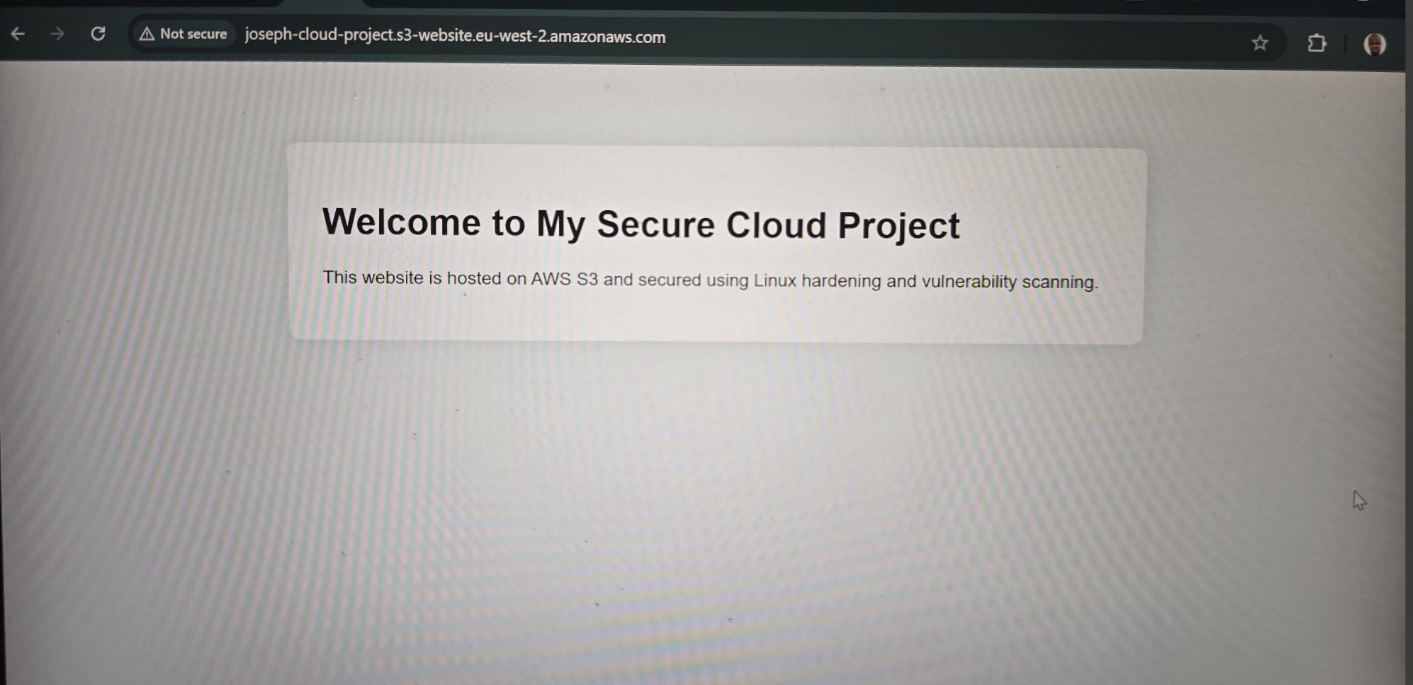 Not secure joseph-cloud-project.s3-website.eu-west-2.amazonaws.com
Welcome to My Secure Cloud Project
This website is hosted on AWS S3 and secured using Linux hardening and vulnerability scanning.